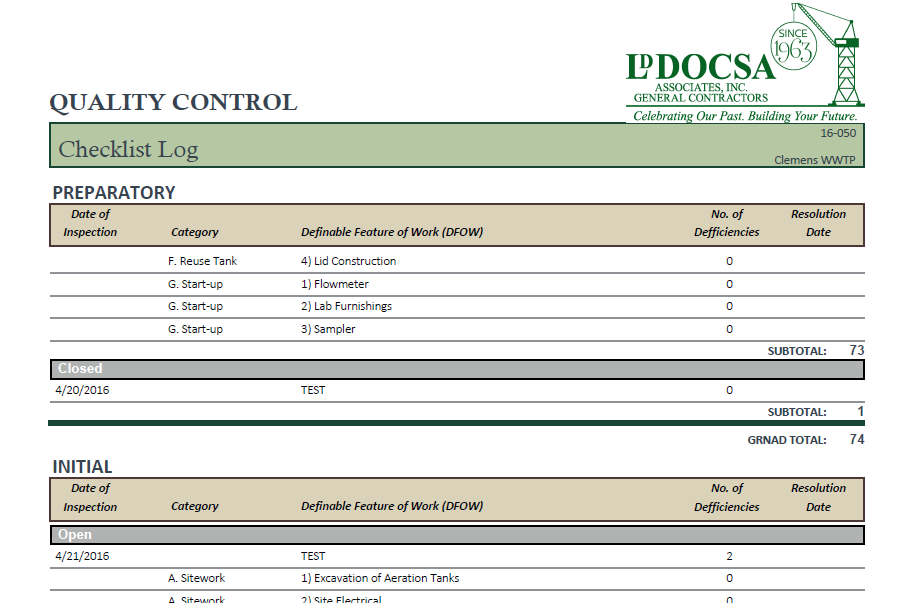 SINCE
1963
LDDOCSA
ASSOCIATES, INC.
GENERAL CONTRACTORS
Celebrating Our Past. Building Your Future.
QUALITY CONTROL
16-050
Checklist Log
Clemens WWTP
PREPARATORY
Date of Inspection Category Definable Feature of Work (DFOW) No. of Defficiencies Resolution Date
F. Reuse Tank 4) Lid Construction 0
G. Start-up 1) Flowmeter 0
G. Start-up 2) Lab Furnishings 0
G. Start-up 3) Sampler 0
SUBTOTAL: 73
Closed
4/20/2016 TEST 0
SUBTOTAL: 1
GRNAD TOTAL: 74
INITIAL
Date of Inspection Category Definable Feature of Work (DFOW) No. of Defficiencies Resolution Date
Open
4/21/2016 TEST 2
A. Sitework 1) Excavation of Aeration Tanks 0
A. Sitework 2) Site Electrical 0